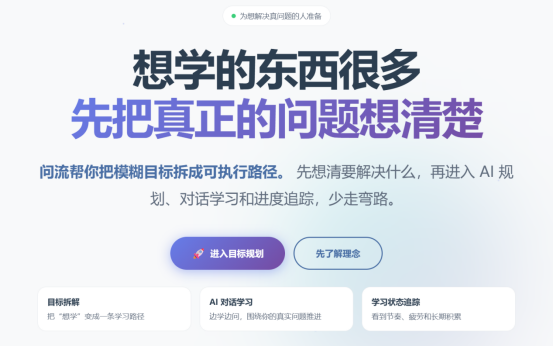 为想解决真问题的人准备
想学的东西很多
先把真正的问题想清楚
问流帮你把模糊目标拆成可执行路径。 先想清要解决什么，再进入 AI 规
划、对话学习和进度追踪，少走弯路。
🚀 进入目标规划
先了解理念
目标拆解
把“想学”变成一条学习路径
AI 对话学习
边学边问，围绕你的真实问题推进
学习状态追踪
看到节奏、疲劳和长期积累